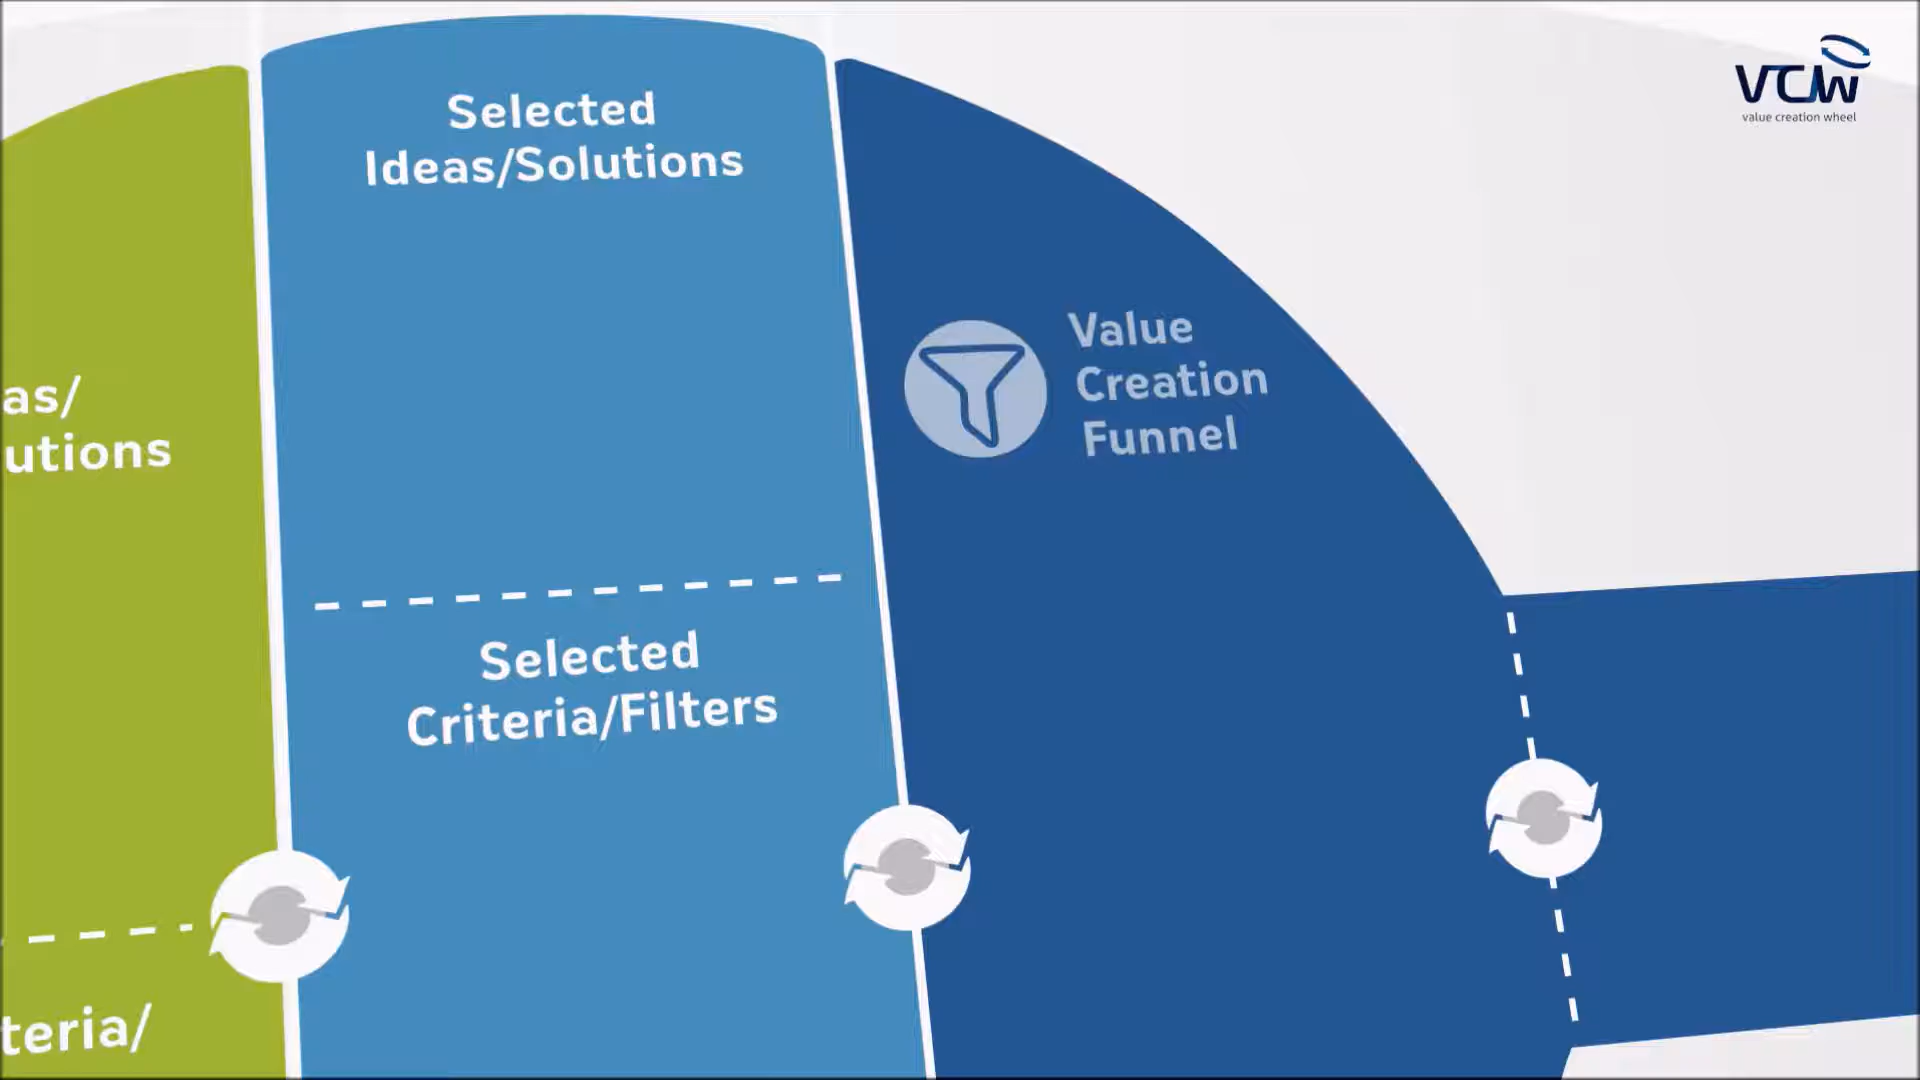 VCW
value creation wheel
as/
utions
teria/
Selected
Ideas/Solutions
Selected
Criteria/Filters
Value
Creation
Funnel